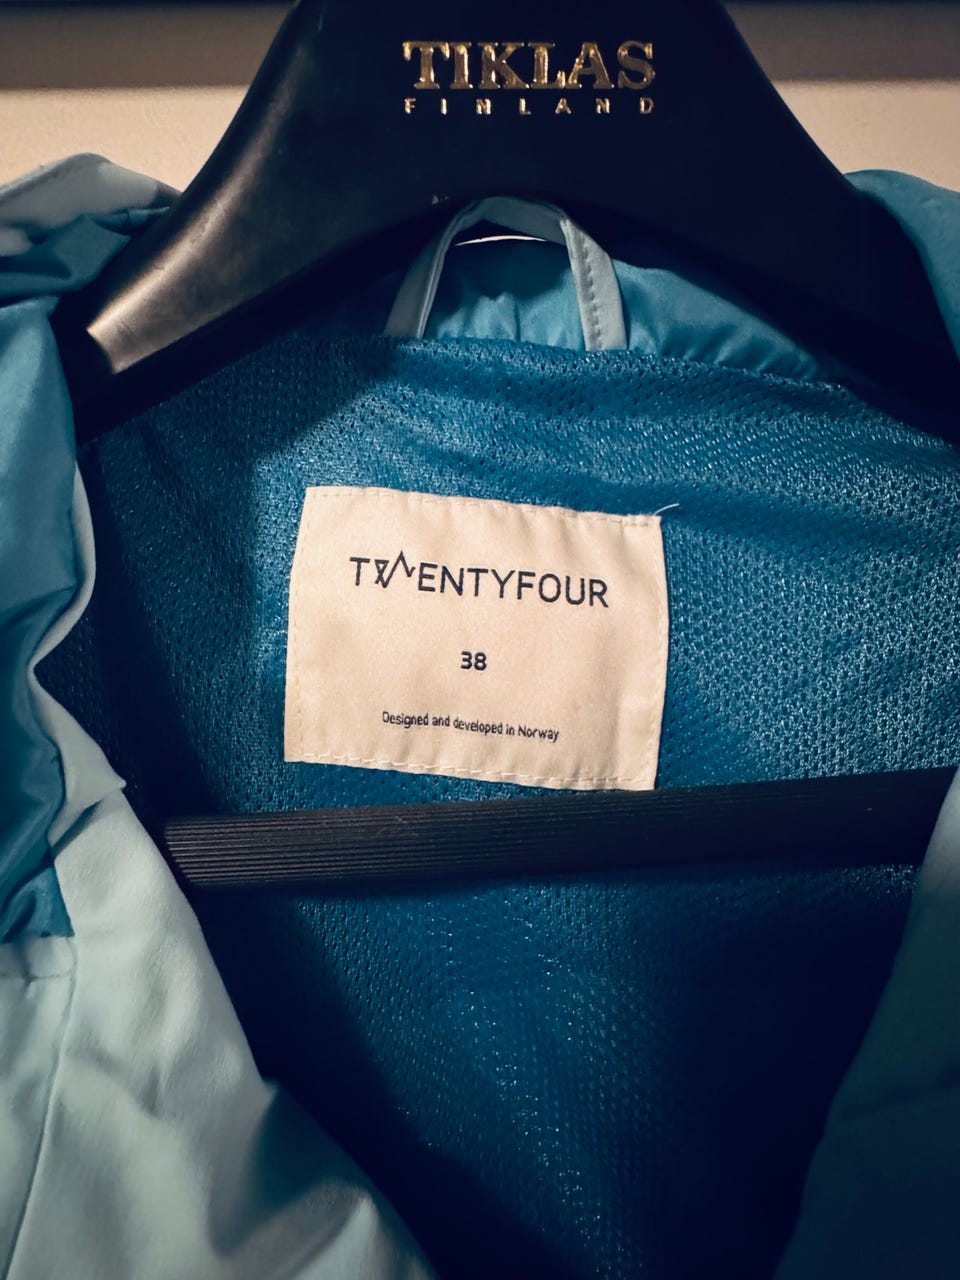 TIKLAS
FINLAND
TWENTYFOUR
38
Designed and developed in Norway